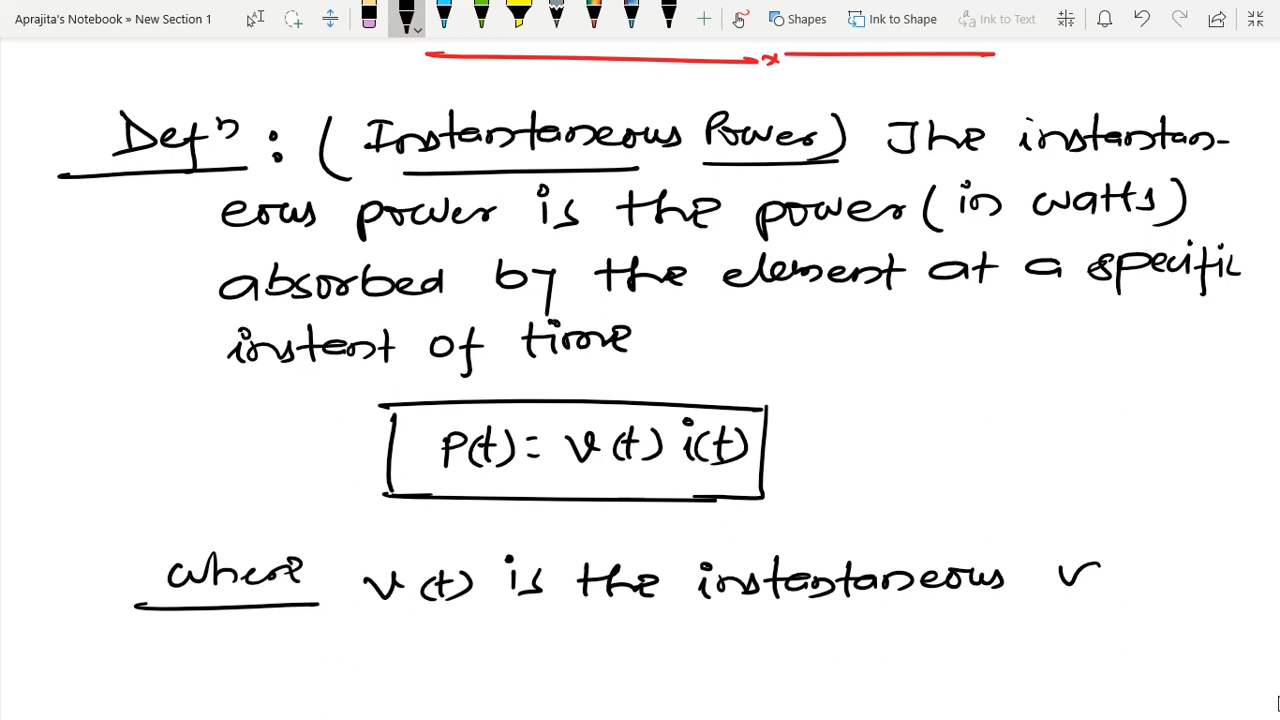 Aprajita's Notebook » New Section 1
Shapes
Ink to Shape
Ink to Text
Defⁿ : (Instantaneous Power) The instantan-
eous power is the power (in watts)
absorbed by the element at a specific
instent of time
P(t) = v(t) i(t)
where v(t) is the instantaneous v